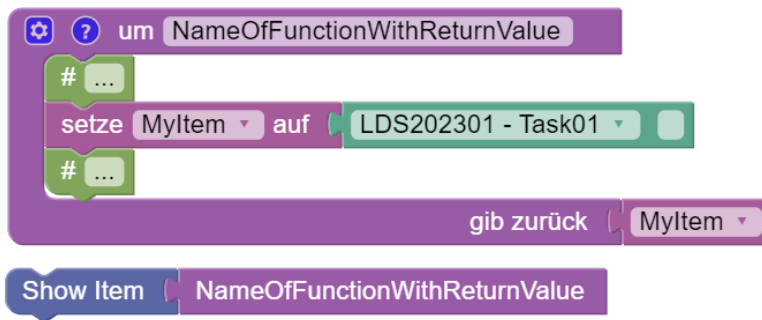 ? um NameOfFunctionWithReturnValue
# ...
setze MyItem auf LDS202301 - Task01
# ...
gib zurück MyItem
Show Item NameOfFunctionWithReturnValue